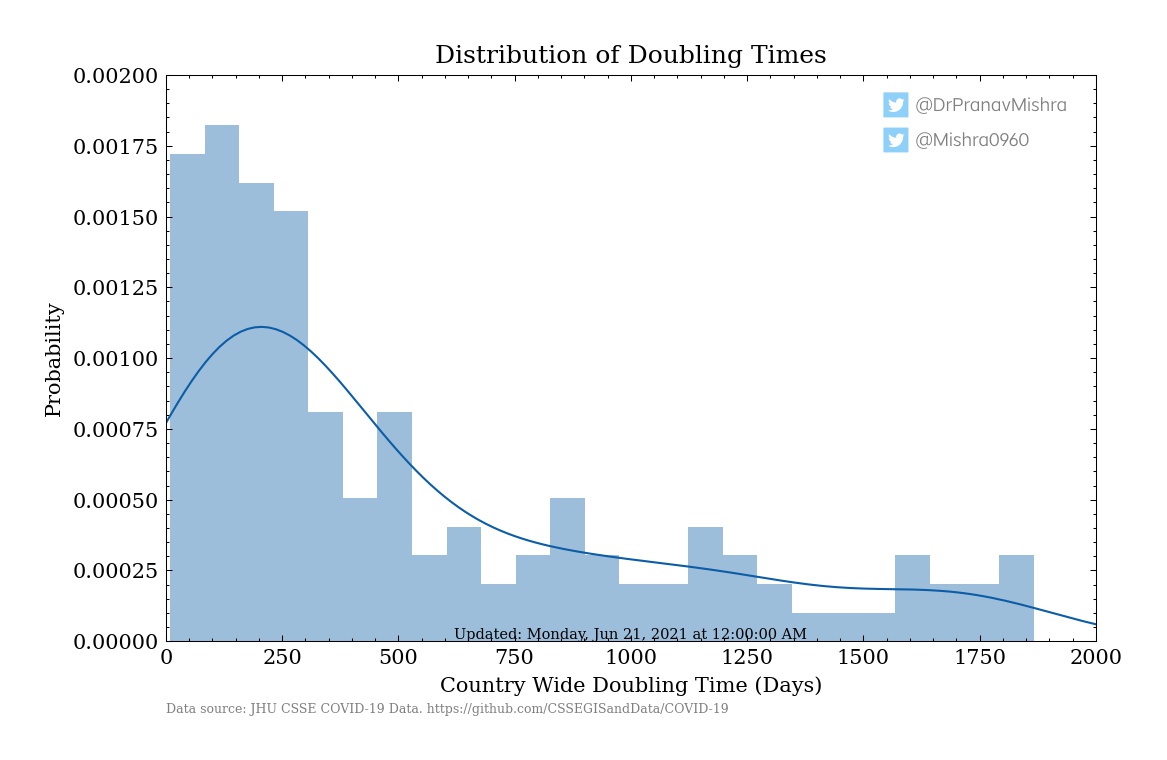 Distribution of Doubling Times
@DrPranavMishra
@Mishra0960
0.00200
0.00175
0.00150
0.00125
0.00100
0.00075
0.00050
0.00025
0.00000
Probability
Updated: Monday, Jun 21, 2021 at 12:00:00 AM
0 250 500 750 1000 1250 1500 1750 2000
Country Wide Doubling Time (Days)
Data source: JHU CSSE COVID-19 Data. https://github.com/CSSEGISandData/COVID-19